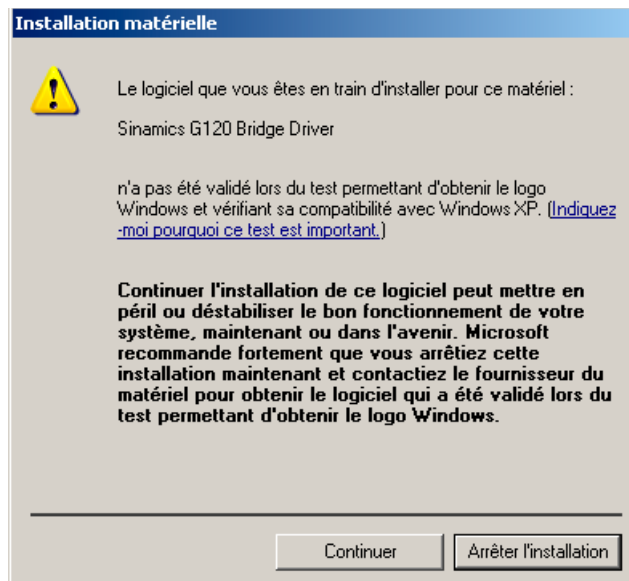 Installation matérielle
Le logiciel que vous êtes en train d'installer pour ce matériel :
Sinamics G120 Bridge Driver
n'a pas été validé lors du test permettant d'obtenir le logo
Windows et vérifiant sa compatibilité avec Windows XP. (Indiquez
-moi pourquoi ce test est important.)
Continuer l'installation de ce logiciel peut mettre en
péril ou déstabiliser le bon fonctionnement de votre
système, maintenant ou dans l'avenir. Microsoft
recommande fortement que vous arrêtiez cette
installation maintenant et contactiez le fournisseur du
matériel pour obtenir le logiciel qui a été validé lors du
test permettant d'obtenir le logo Windows.
Continuer
Arrêter l'installation